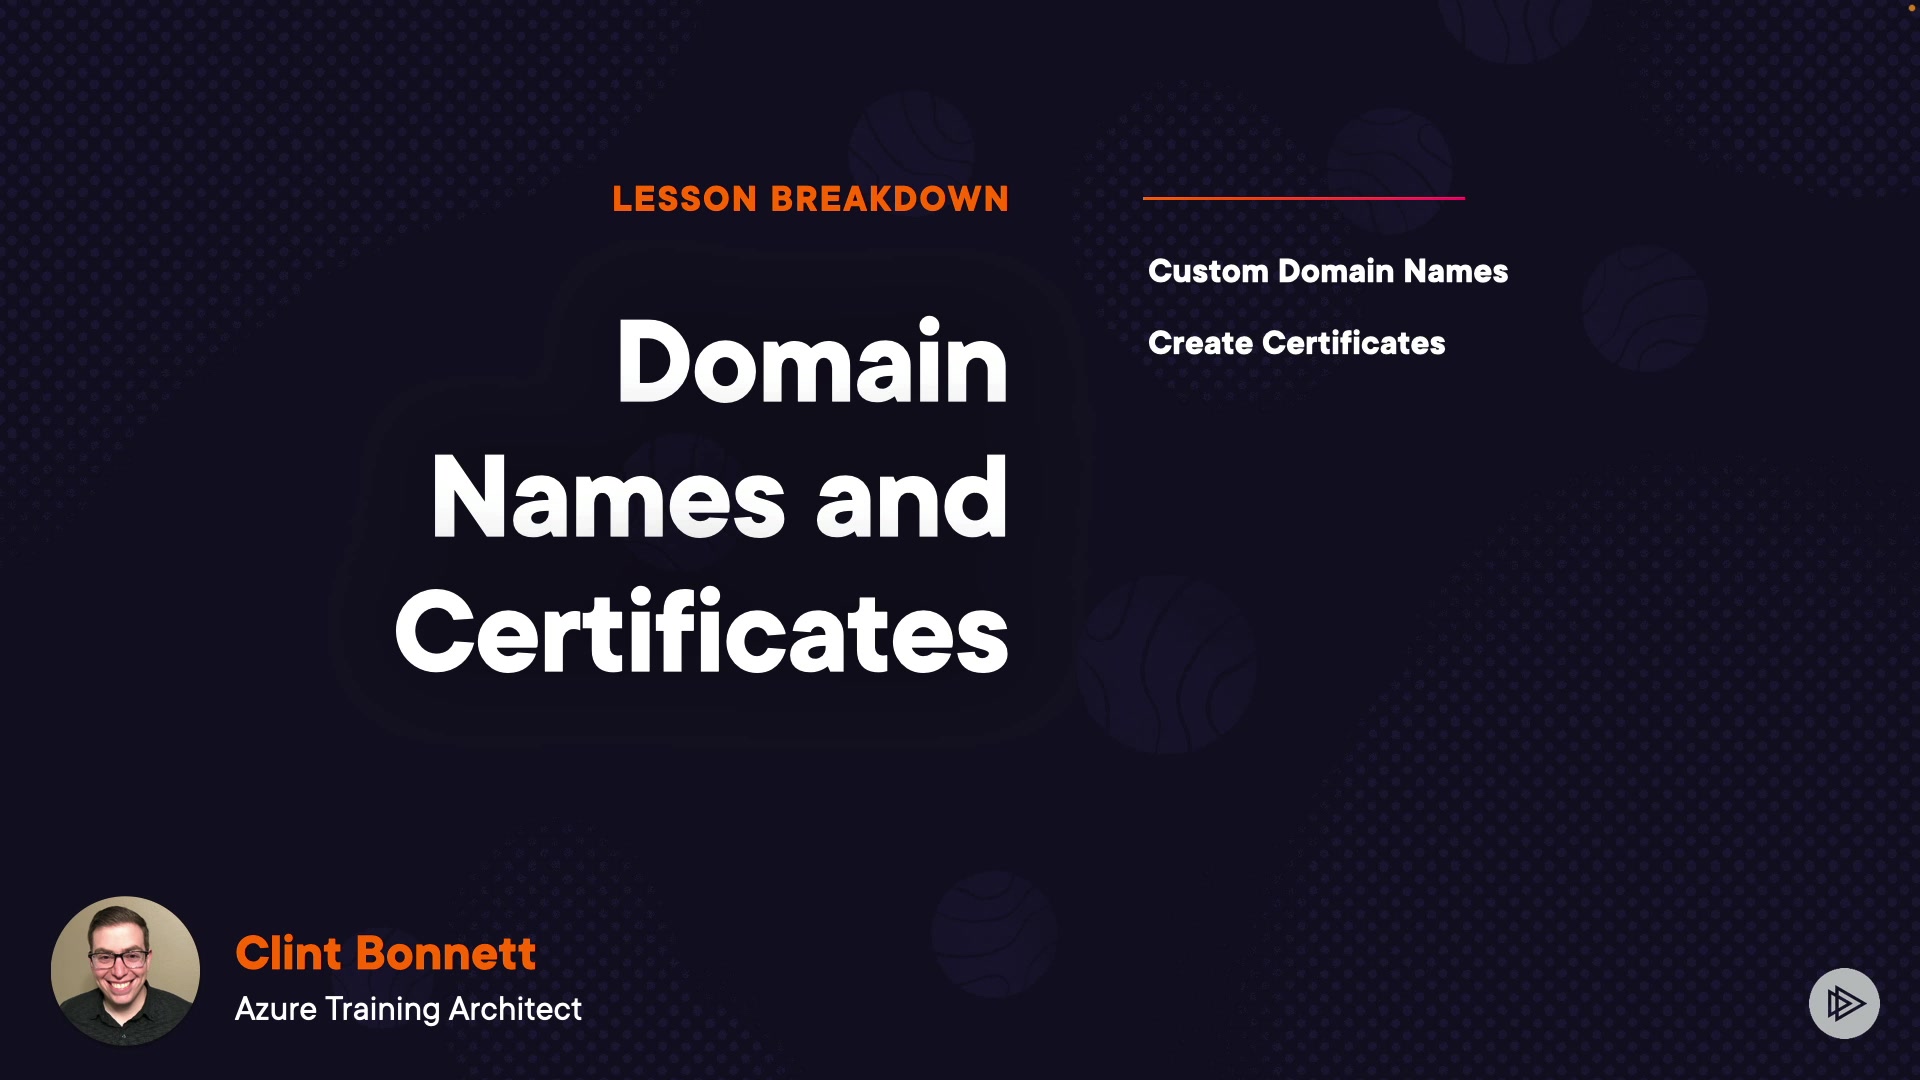 LESSON BREAKDOWN
Domain
Names and
Certificates
Custom Domain Names
Create Certificates
Clint Bonnett
Azure Training Architect